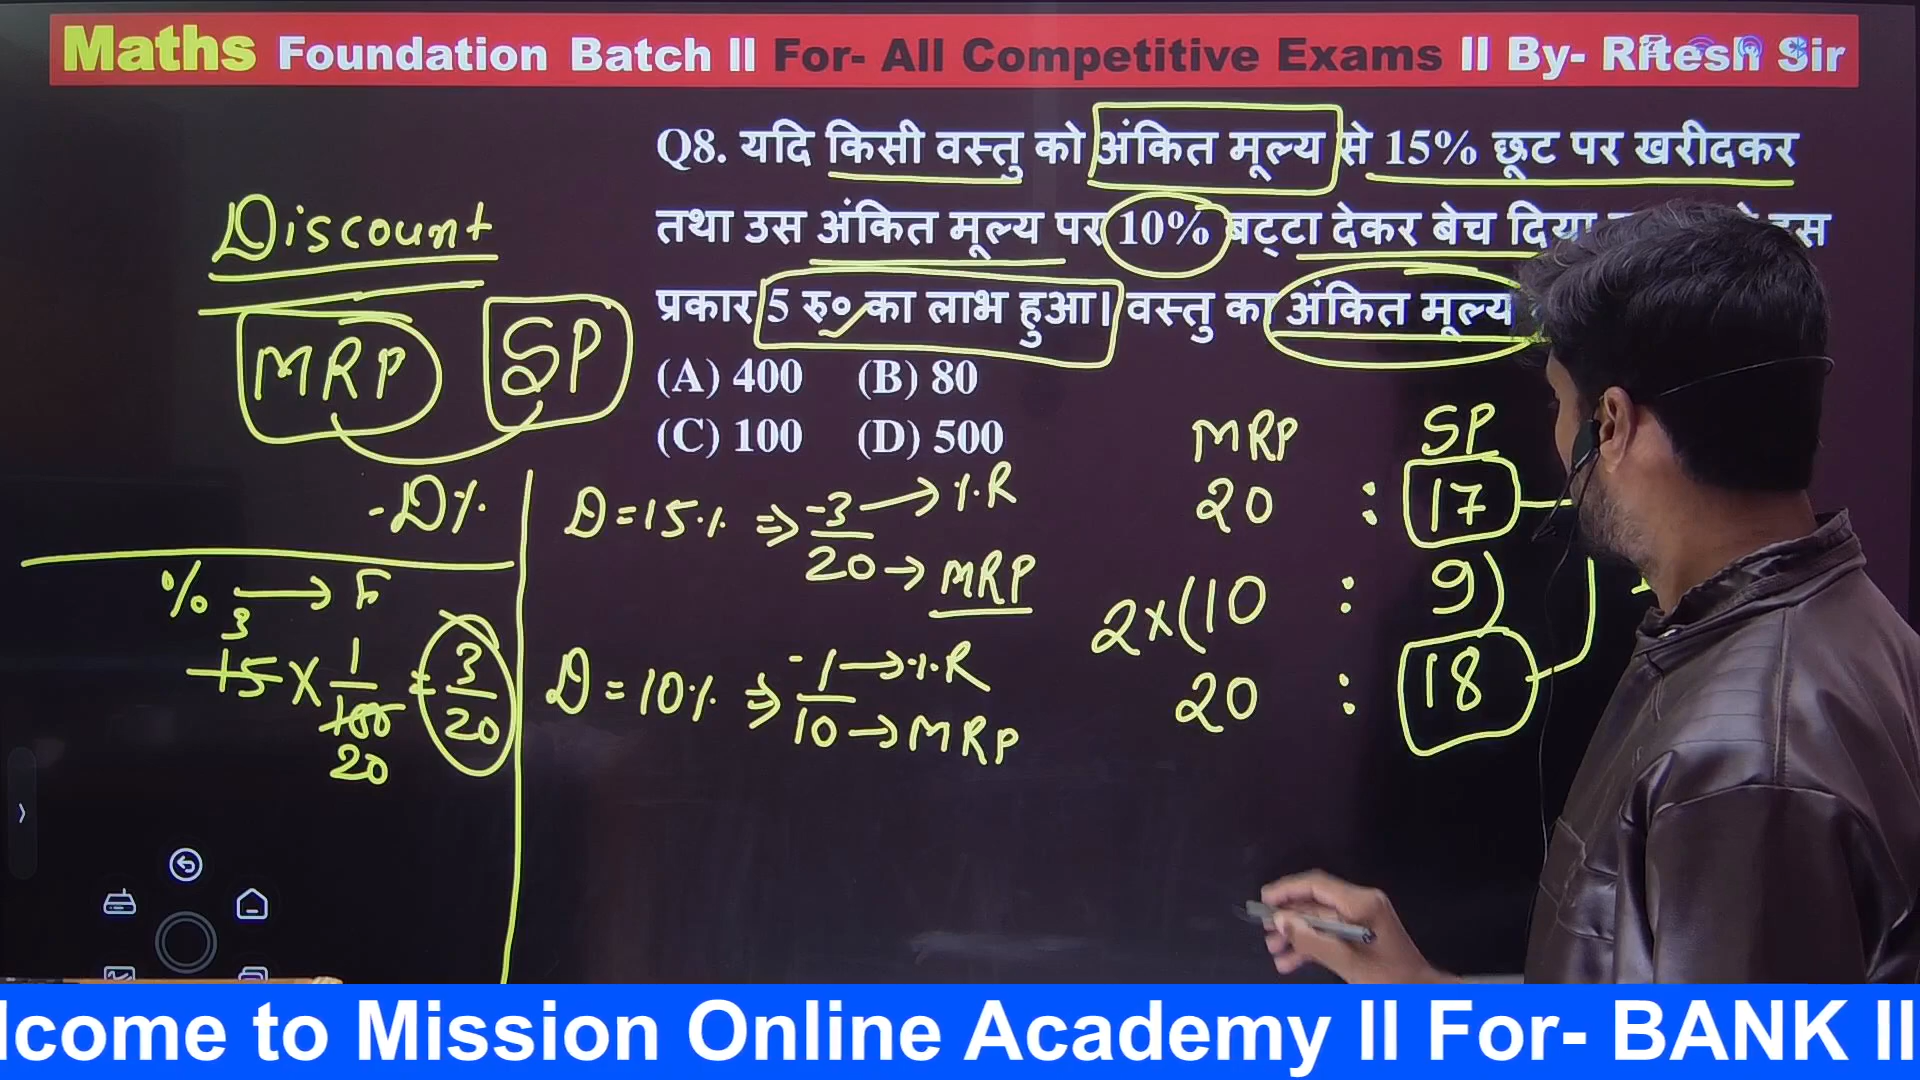 Maths Foundation Batch II For- All Competitive Exams II By- Ritesh Sir
Q8. यदि किसी वस्तु को अंकित मूल्य से 15% छूट पर खरीदकर
तथा उस अंकित मूल्य पर 10% बट्टा देकर बेच दिया इस
प्रकार 5 रु० का लाभ हुआ। वस्तु का अंकित मूल्य
(A) 400 (B) 80
(C) 100 (D) 500
Discount
MRP SP
-D%
% → F
3
15 × 1/100 = 3/20
20
D = 15% ⇒ -3/20 → %.R
→ MRP
D = 10% ⇒ -1/10 → %.R
→ MRP
MRP SP
20 : 17
2×(10 : 9)
20 : 18
lcome to Mission Online Academy II For- BANK II